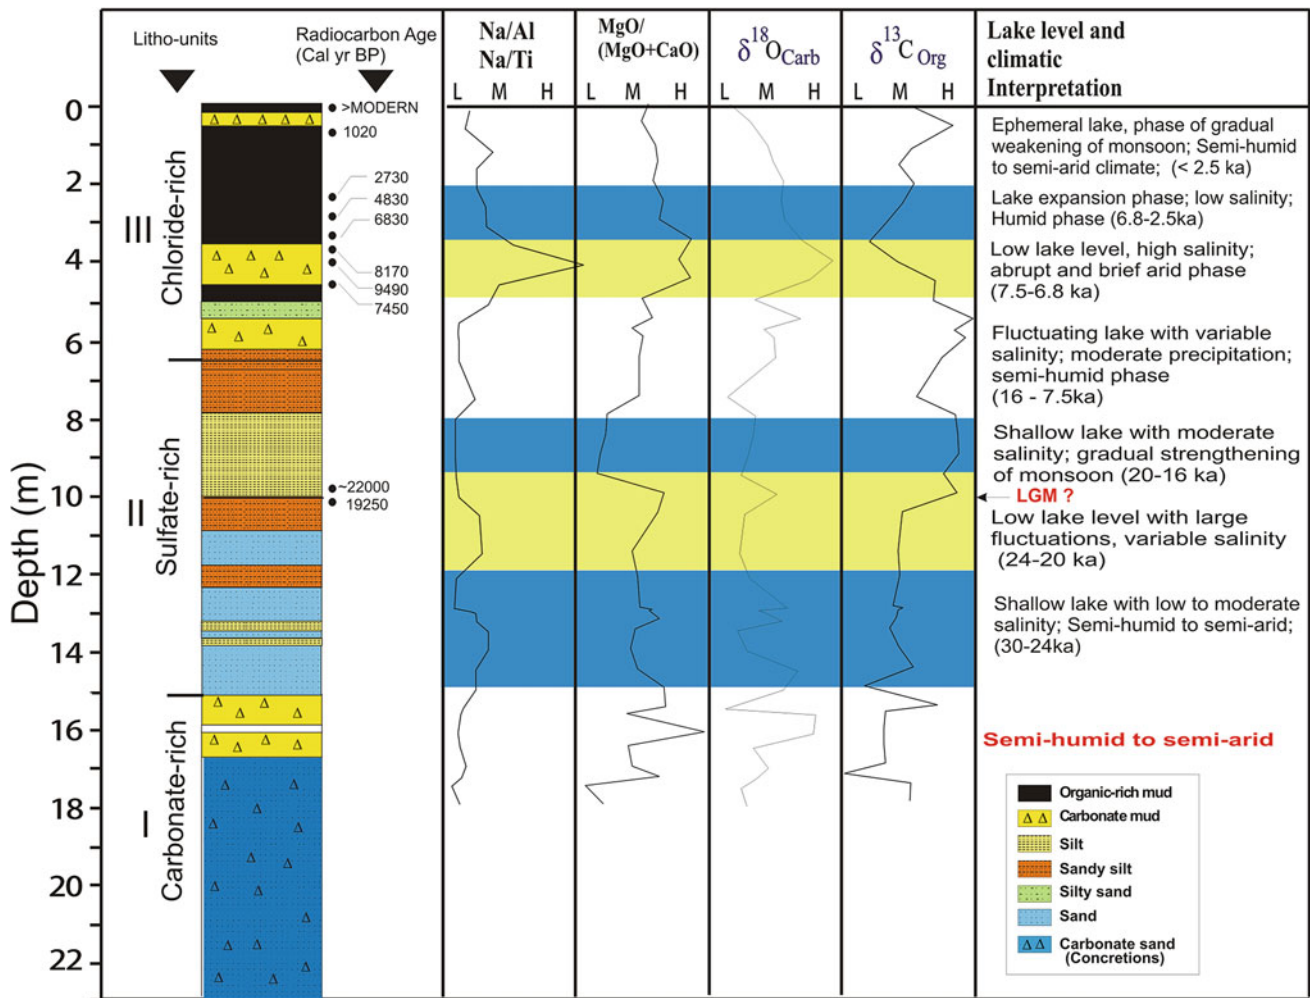 Litho-units
Radiocarbon Age
(Cal yr BP)
Na/Al
Na/Ti
MgO/
(MgO+CaO)
δ18OCarb
δ13COrg
Lake level and
climatic
Interpretation
L M H
L M H
L M H
L M H
Depth (m)
0
2
4
6
8
10
12
14
16
18
20
22
III
Chloride-rich
II
Sulfate-rich
I
Carbonate-rich
>MODERN
1020
2730
4830
6830
8170
9490
7450
~22000
19250
Ephemeral lake, phase of gradual
weakening of monsoon; Semi-humid
to semi-arid climate; (< 2.5 ka)
Lake expansion phase; low salinity;
Humid phase (6.8-2.5ka)
Low lake level, high salinity;
abrupt and brief arid phase
(7.5-6.8 ka)
Fluctuating lake with variable
salinity; moderate precipitation;
semi-humid phase
(16 - 7.5ka)
Shallow lake with moderate
salinity; gradual strengthening
of monsoon (20-16 ka)
LGM ?
Low lake level with large
fluctuations, variable salinity
(24-20 ka)
Shallow lake with low to moderate
salinity; Semi-humid to semi-arid;
(30-24ka)
Semi-humid to semi-arid
Organic-rich mud
Carbonate mud
Silt
Sandy silt
Silty sand
Sand
Carbonate sand
(Concretions)